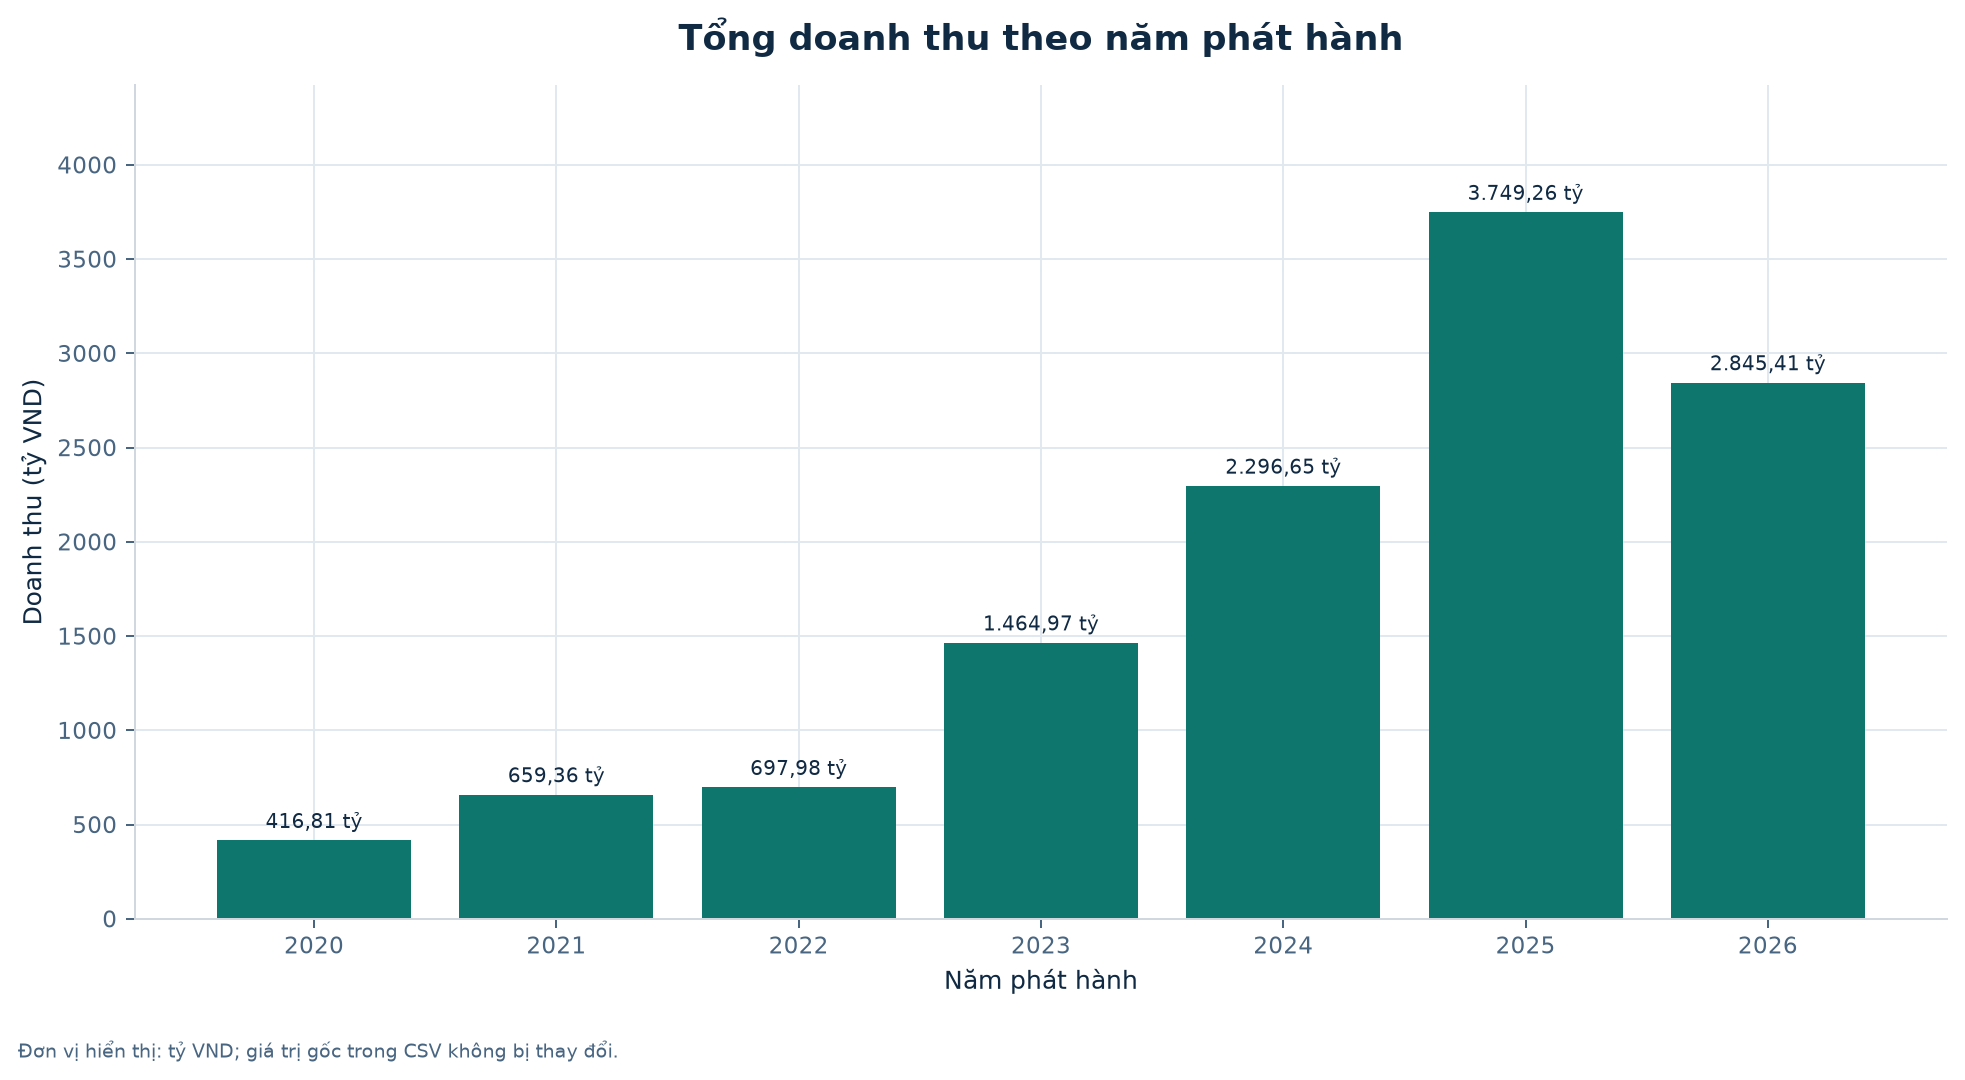 Tổng doanh thu theo năm phát hành
Doanh thu (tỷ VND)
4000
3500
3000
2500
2000
1500
1000
500
0
416,81 tỷ
659,36 tỷ
697,98 tỷ
1.464,97 tỷ
2.296,65 tỷ
3.749,26 tỷ
2.845,41 tỷ
2020
2021
2022
2023
2024
2025
2026
Năm phát hành
Đơn vị hiển thị: tỷ VND; giá trị gốc trong CSV không bị thay đổi.